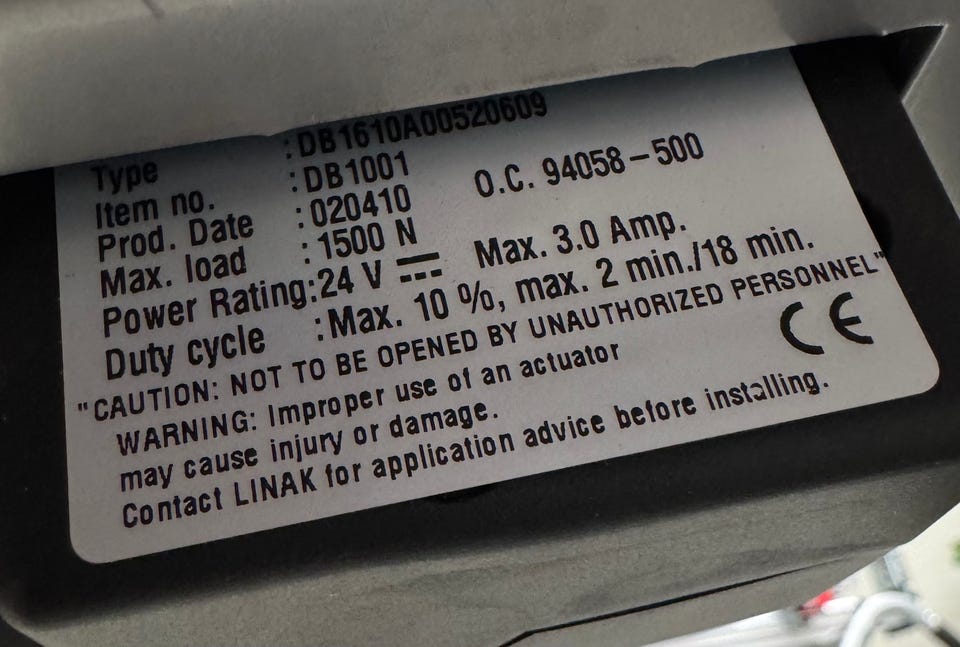 Type : DB1610A00520609
Item no. : DB1001 O.C. 94058-500
Prod. Date : 020410
Max. load : 1500 N Max. 3.0 Amp.
Power Rating: 24 V
Duty cycle : Max. 10 %, max. 2 min./18 min.
"CAUTION: NOT TO BE OPENED BY UNAUTHORIZED PERSONNEL"
WARNING: Improper use of an actuator
may cause injury or damage.
Contact LINAK for application advice before installing.
CE